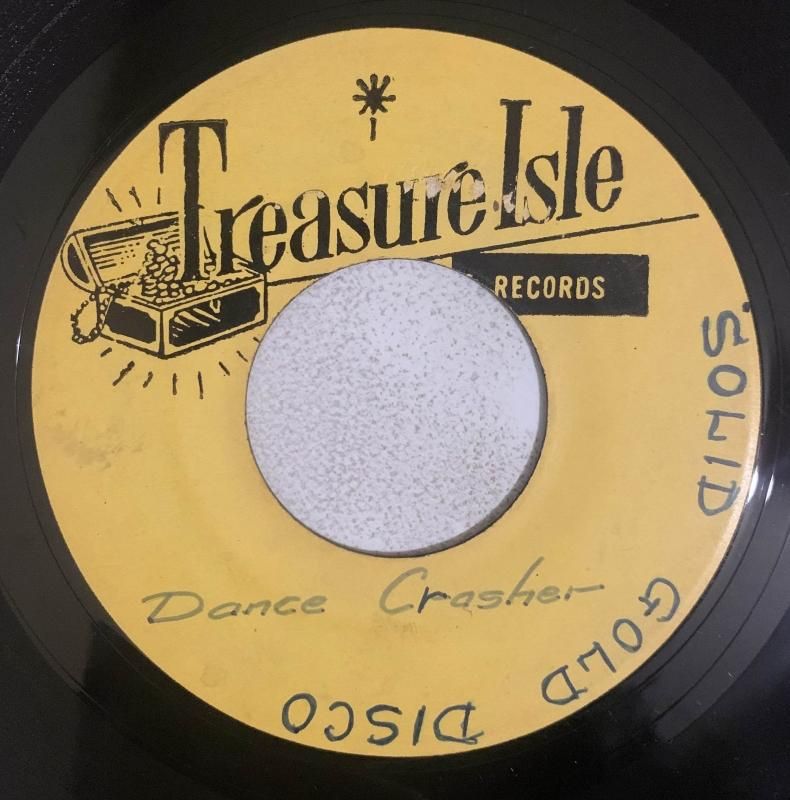 Treasure Isle
RECORDS
Dance Crasher
SOLID GOLD DISCO